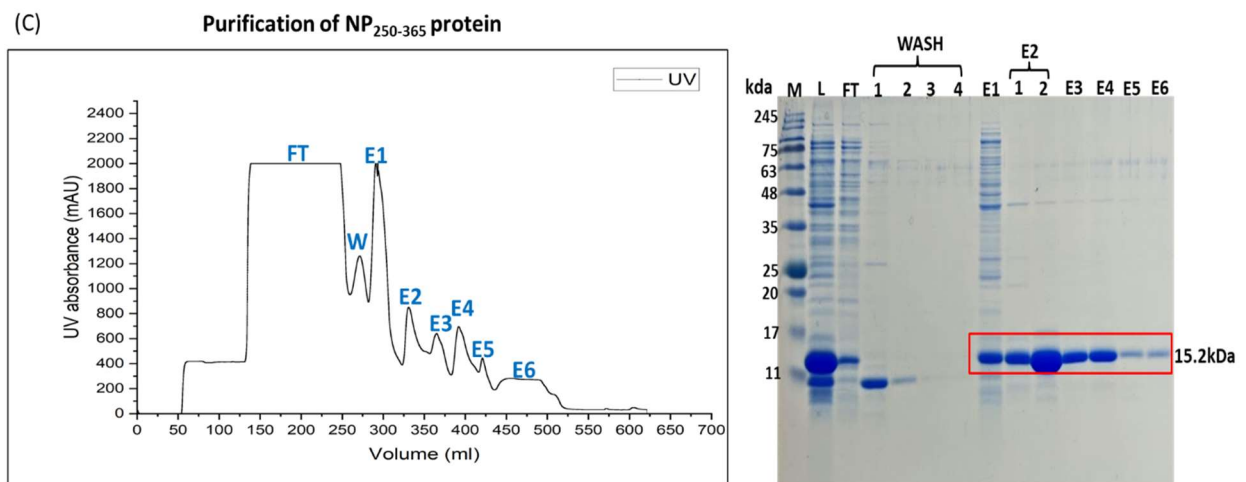 (C)
Purification of NP250-365 protein
UV
2400
2200
2000
1800
1600
1400
1200
1000
800
600
400
200
0
UV absorbance (mAU)
FT
W
E1
E2
E3
E4
E5
E6
0 50 100 150 200 250 300 350 400 450 500 550 600 650 700
Volume (ml)
WASH
E2
kda M L FT 1 2 3 4 E1 1 2 E3 E4 E5 E6
245
75
63
48
35
25
20
17
11
15.2kDa